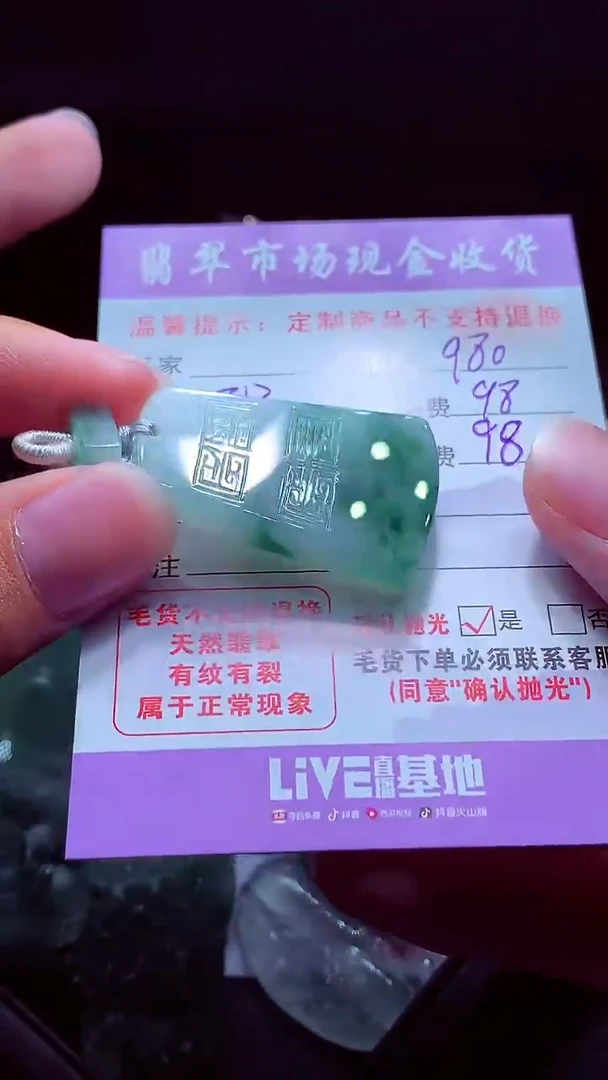 翡翠市场现金收货
温馨提示：定制商品不支持退换
家
980
费 98
费 98
注
毛货不 退换
天然翡翠
有纹有裂
属于正常现象
抛光 是 否
毛货下单必须联系客服
(同意"确认抛光")
LiVE直播基地
今日头条 抖音 西瓜视频 抖音火山版